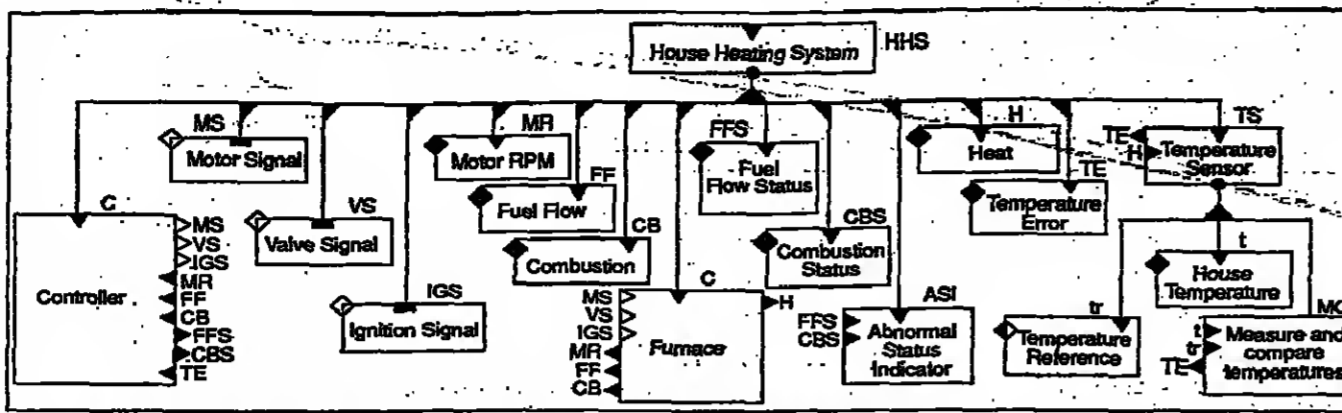 House Heating System
HHS
MS
Motor Signal
MR
Motor RPM
FFS
Fuel
Flow Status
H
Heat
TS
TE
H
Temperature
Sensor
C
MS
VS
IGS
MR
FF
CB
FFS
CBS
TE
Controller
VS
Valve Signal
FF
Fuel Flow
CB
Combustion
CBS
Combustion
Status
TE
Temperature
Error
t
House
Temperature
IGS
Ignition Signal
C
MS
VS
IGS
MR
FF
CB
H
Furnace
ASI
FFS
CBS
Abnormal
Status
Indicator
tr
Temperature
Reference
t
tr
TE
Measure and
compare
temperatures